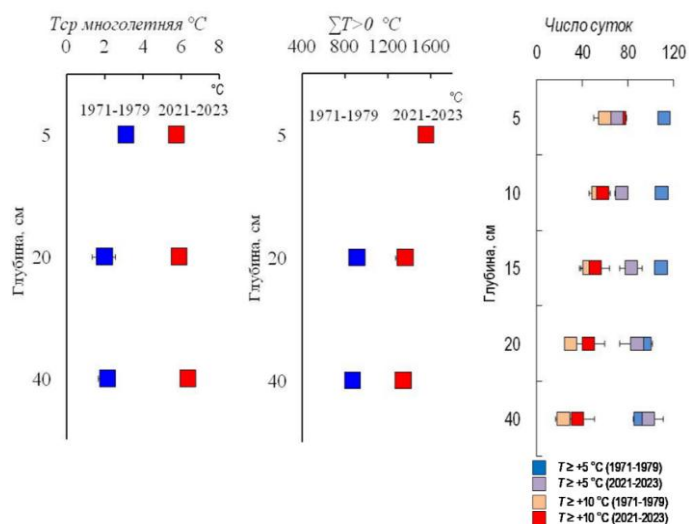 Tср многолетняя °C
0 2 4 6 8
°C
1971-1979 2021-2023
5
20
40
Глубина, см
∑T>0 °C
400 800 1200 1600
°C
1971-1979 2021-2023
5
20
40
Глубина, см
Число суток
0 40 80 120
5
10
15
20
40
Глубина, см
T ≥ +5 °C (1971-1979)
T ≥ +5 °C (2021-2023)
T ≥ +10 °C (1971-1979)
T ≥ +10 °C (2021-2023)